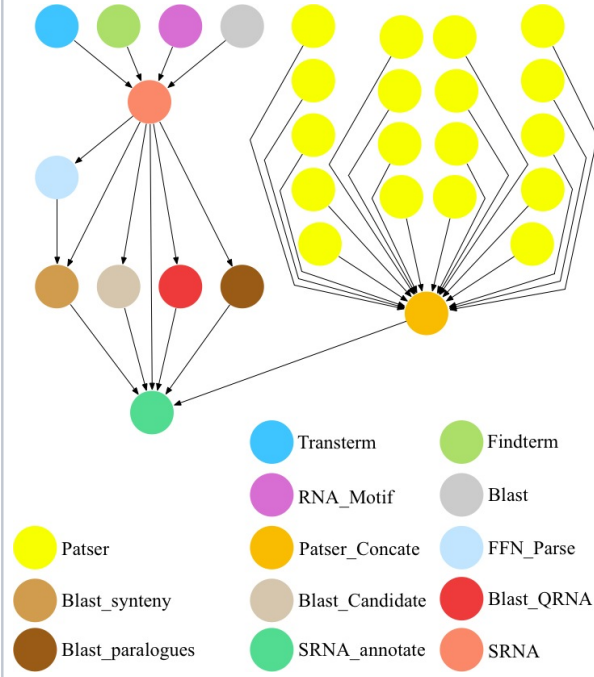 Transterm
Findterm
RNA_Motif
Blast
Patser
Patser_Concate
FFN_Parse
Blast_synteny
Blast_Candidate
Blast_QRNA
Blast_paralogues
SRNA_annotate
SRNA